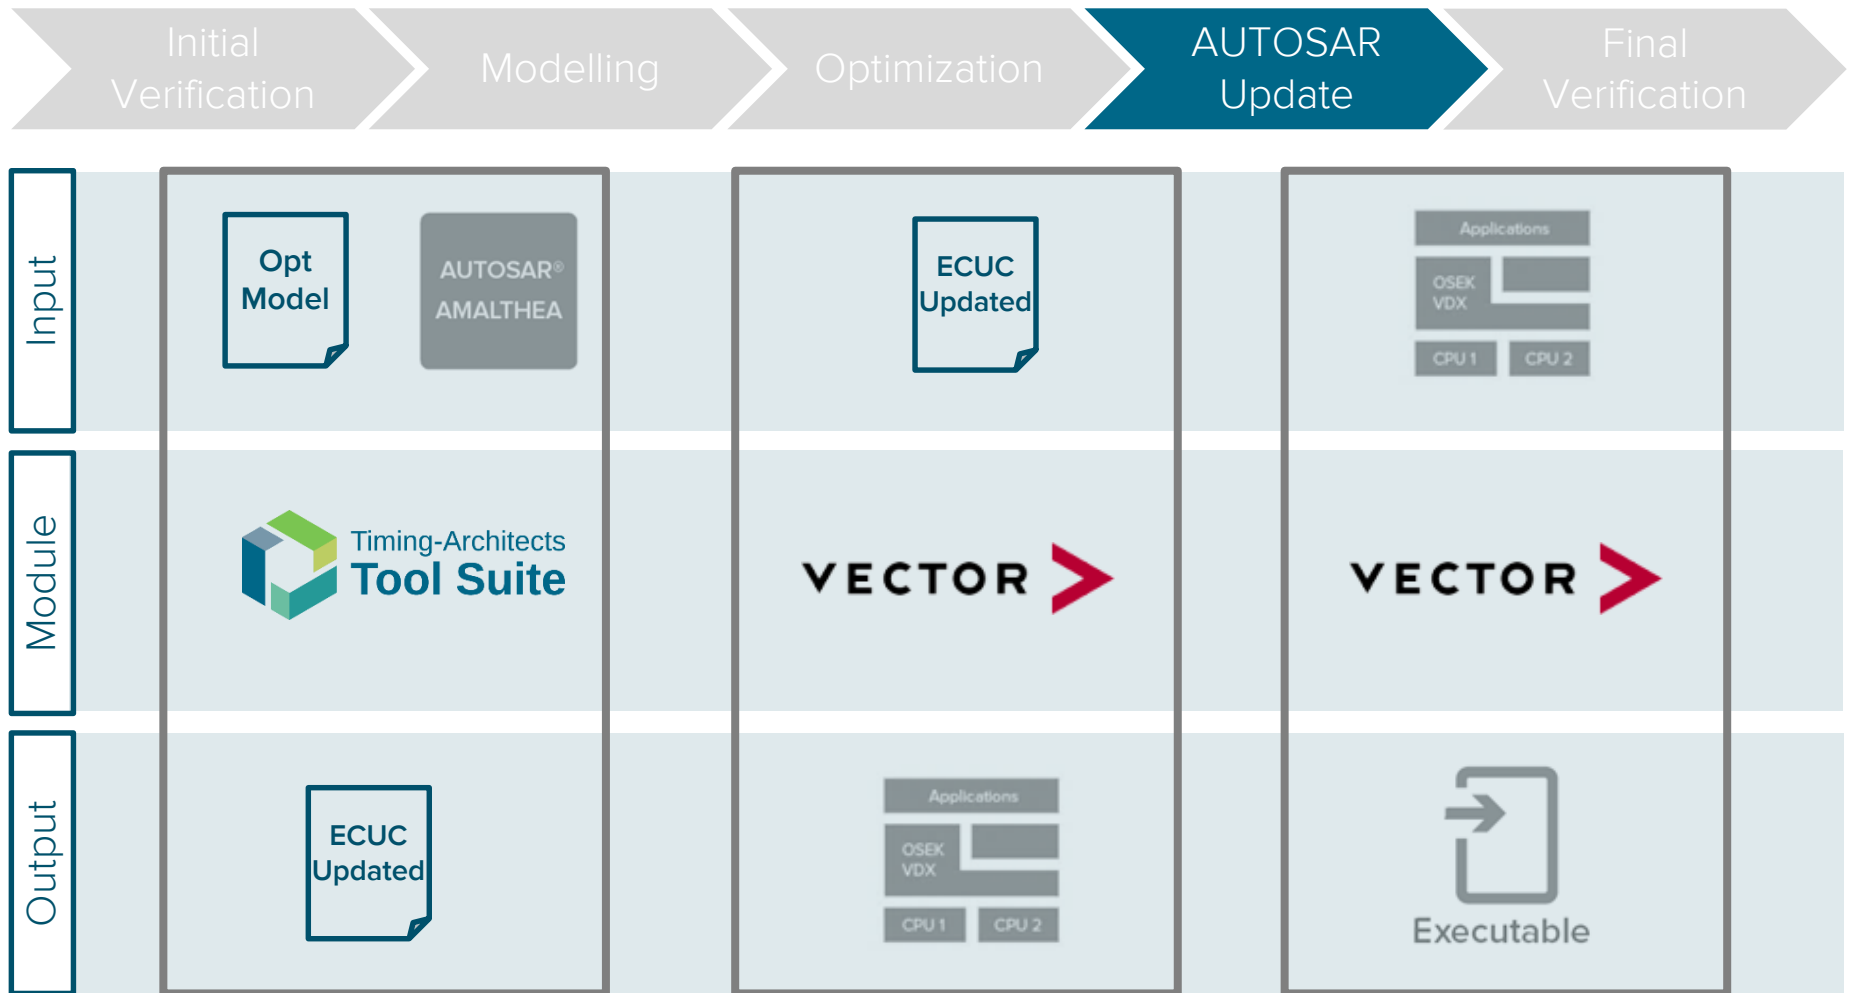 Initial
Verification
Modelling
Optimization
AUTOSAR
Update
Final
Verification
Input
Opt
Model
AUTOSAR®
AMALTHEA
ECUC
Updated
Applications
OSEK
VDX
CPU 1
CPU 2
Module
Timing-Architects
Tool Suite
VECTOR
VECTOR
Output
ECUC
Updated
Applications
OSEK
VDX
CPU 1
CPU 2
Executable